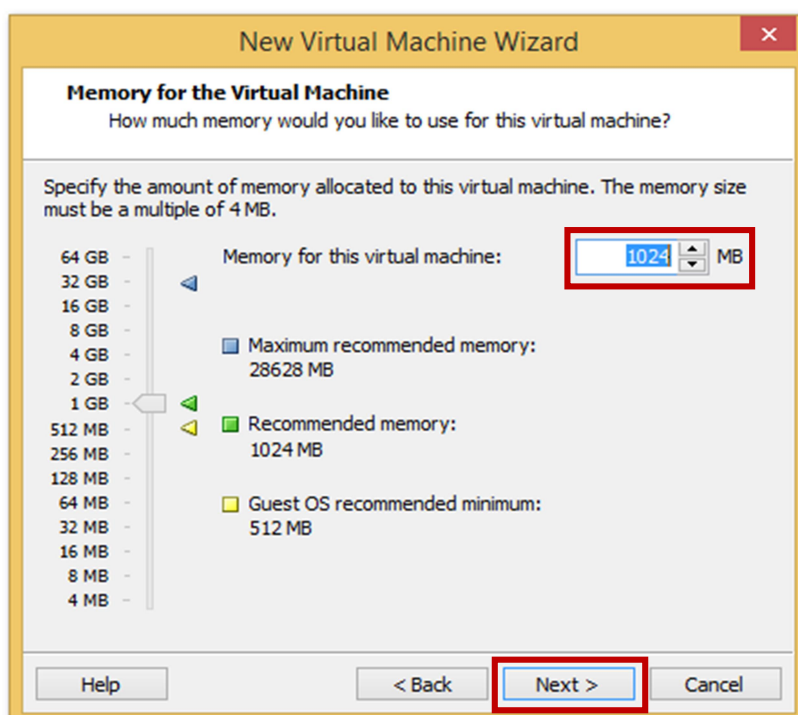 New Virtual Machine Wizard
Memory for the Virtual Machine
How much memory would you like to use for this virtual machine?
Specify the amount of memory allocated to this virtual machine. The memory size
must be a multiple of 4 MB.
Memory for this virtual machine: 1024 MB
64 GB
32 GB
16 GB
8 GB
4 GB
2 GB
1 GB
512 MB
256 MB
128 MB
64 MB
32 MB
16 MB
8 MB
4 MB
Maximum recommended memory:
28628 MB
Recommended memory:
1024 MB
Guest OS recommended minimum:
512 MB
Help < Back Next > Cancel